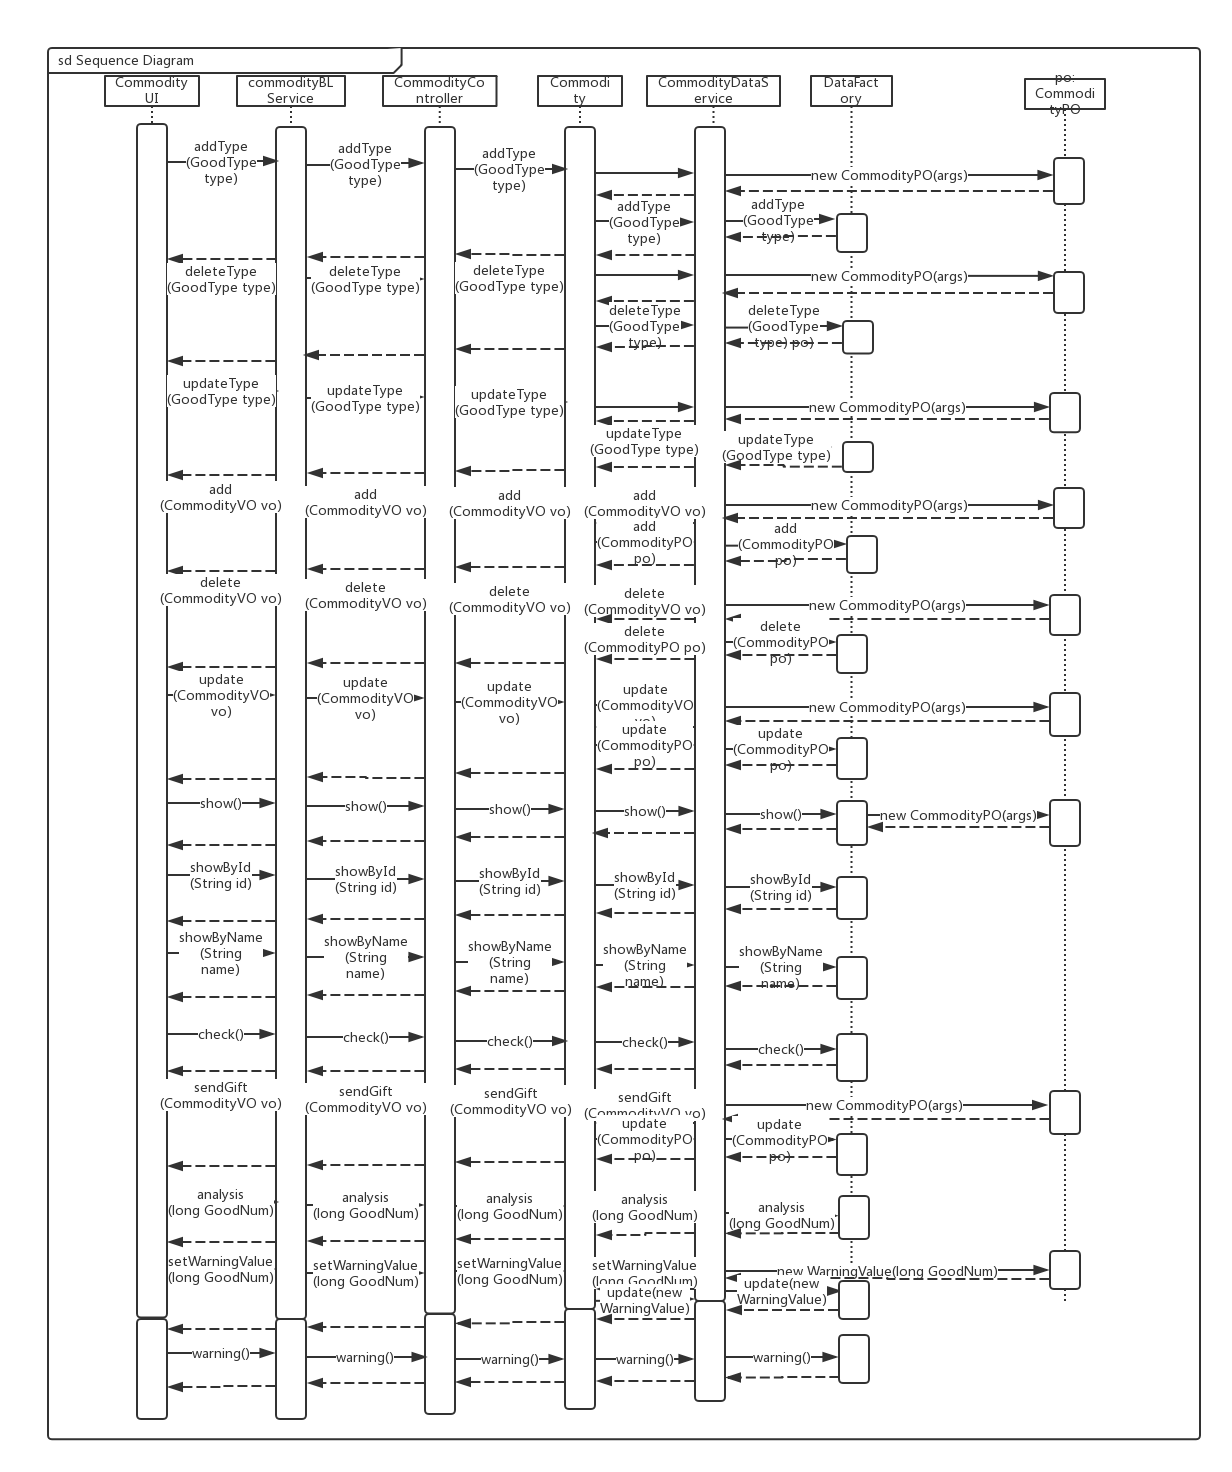 sd Sequence Diagram
Commodity
UI
commodityBL
Service
CommodityCo
ntroller
Commodi
ty
CommodityDataS
ervice
DataFact
ory
po:
Commodi
tyPO
addType
(GoodType
type)
addType
(GoodType
type)
addType
(GoodType
type)
new CommodityPO(args)
addType
(GoodType
type)
addType
(GoodType
type)
deleteType
(GoodType type)
deleteType
(GoodType type)
deleteType
(GoodType type)
new CommodityPO(args)
deleteType
(GoodType
type)
deleteType
(GoodType
type) po)
updateType
(GoodType type)
updateType
(GoodType type)
updateType
(GoodType type)
new CommodityPO(args)
updateType
(GoodType type)
updateType
(GoodType type)
add
(CommodityVO vo)
add
(CommodityVO vo)
add
(CommodityVO vo)
add
(CommodityVO vo)
new CommodityPO(args)
add
(CommodityPO
po)
add
(CommodityPO
po)
delete
(CommodityVO vo)
delete
(CommodityVO vo)
delete
(CommodityVO vo)
delete
(CommodityVO vo)
new CommodityPO(args)
delete
(CommodityPO po)
delete
(CommodityPO
po)
update
(CommodityVO
vo)
update
(CommodityVO
vo)
update
(CommodityVO
vo)
update
(CommodityVO
vo)
new CommodityPO(args)
update
(CommodityPO
po)
update
(CommodityPO
po)
show()
show()
show()
show()
show()
new CommodityPO(args)
showById
(String id)
showById
(String id)
showById
(String id)
showById
(String id)
showById
(String id)
showByName
(String
name)
showByName
(String
name)
showByName
(String
name)
showByName
(String
name)
showByName
(String
name)
check()
check()
check()
check()
check()
sendGift
(CommodityVO vo)
sendGift
(CommodityVO vo)
sendGift
(CommodityVO vo)
sendGift
(CommodityVO vo)
new CommodityPO(args)
update
(CommodityPO
po)
update
(CommodityPO
po)
analysis
(long GoodNum)
analysis
(long GoodNum)
analysis
(long GoodNum)
analysis
(long GoodNum)
analysis
(long GoodNum)
setWarningValue
(long GoodNum)
setWarningValue
(long GoodNum)
setWarningValue
(long GoodNum)
setWarningValue
(long GoodNum)
new WarningValue(long GoodNum)
update(new
WarningValue)
update(new
WarningValue)
warning()
warning()
warning()
warning()
warning()